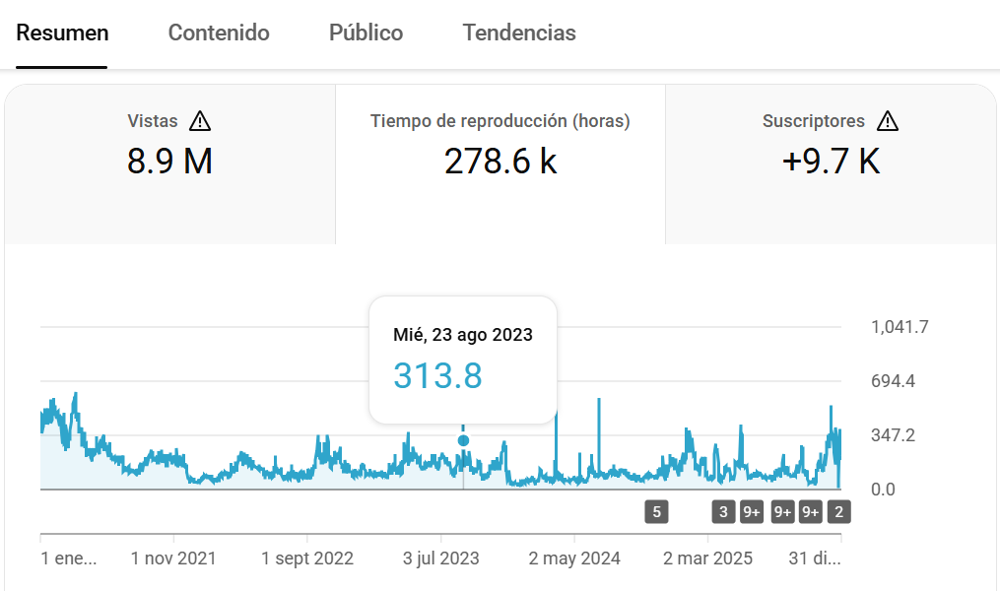 Resumen Contenido Público Tendencias
Vistas Tiempo de reproducción (horas) Suscriptores
8.9 M 278.6 k +9.7 K
Mié, 23 ago 2023
313.8
1,041.7
694.4
347.2
0.0
5 3 9+ 9+ 9+ 2
1 ene... 1 nov 2021 1 sept 2022 3 jul 2023 2 may 2024 2 mar 2025 31 di...